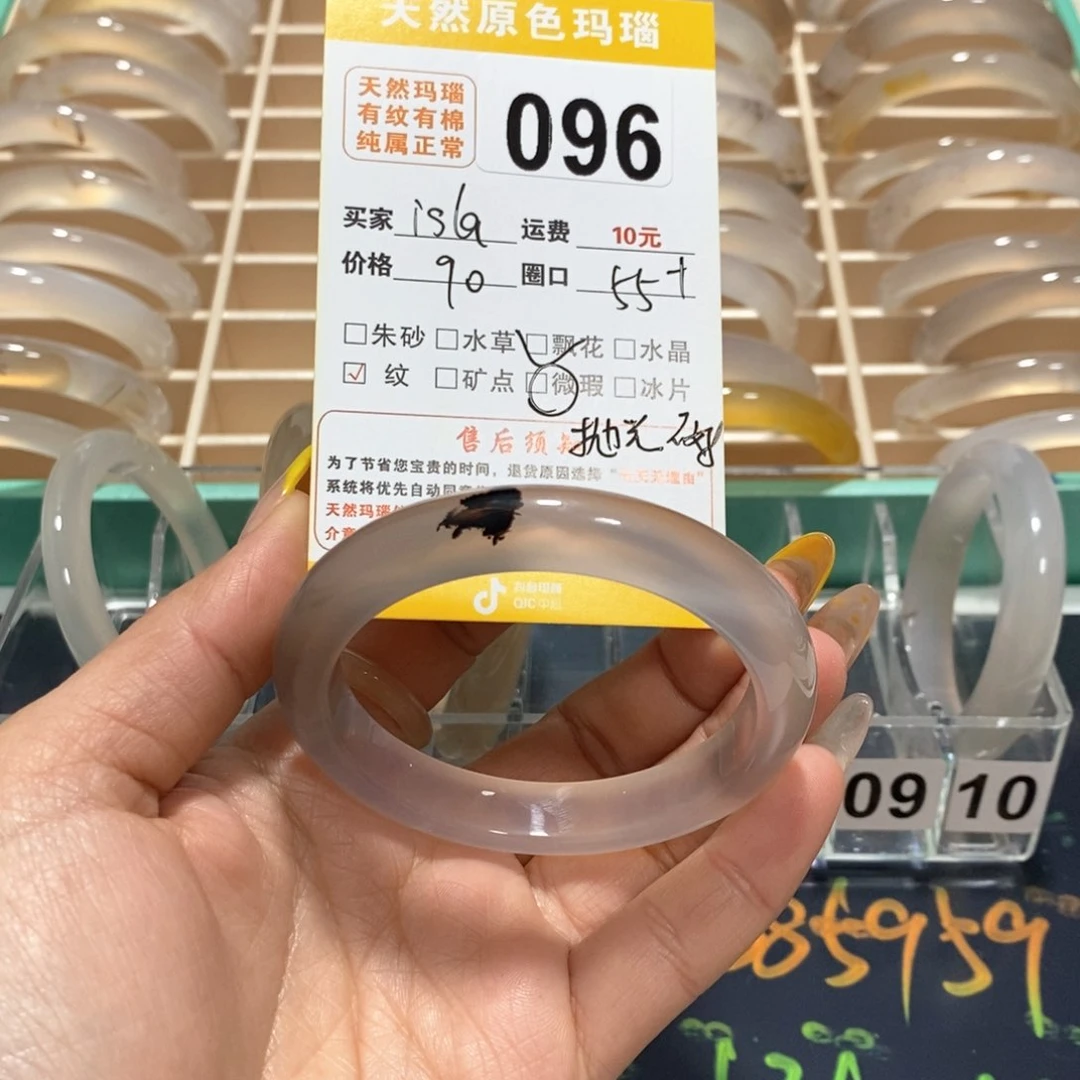 天然原色玛瑙
天然玛瑙
有纹有棉
纯属正常
096
买家 isla 运费 10元
价格 90 圈口 55+
□朱砂 □水草 □飘花 □水晶
☑ 纹 □矿点 □微瑕 □冰片
抛光
售后须知
为了节省您宝贵的时间，退货原因选择
系统将优先自动同意
天然玛瑙
QIC
09 10
85959